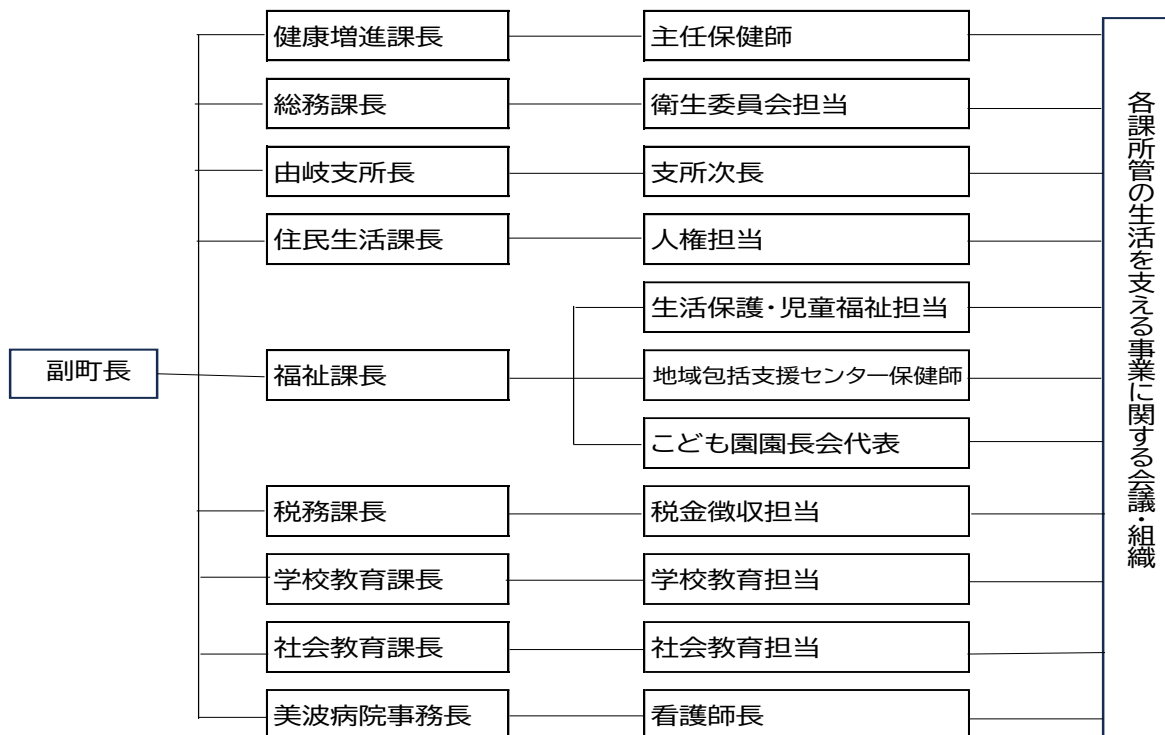 健康増進課長
主任保健師
総務課長
衛生委員会担当
由岐支所長
支所次長
住民生活課長
人権担当
生活保護・児童福祉担当
副町長
福祉課長
地域包括支援センター保健師
こども園園長会代表
税務課長
税金徴収担当
学校教育課長
学校教育担当
社会教育課長
社会教育担当
美波病院事務長
看護師長
各課所管の生活を支える事業に関する会議・組織